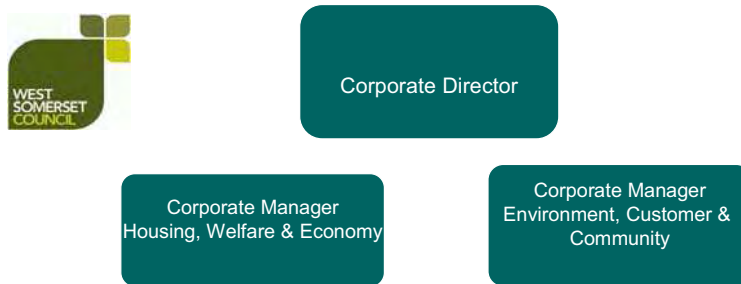 WEST
SOMERSET
COUNCIL
Corporate Director
Corporate Manager
Housing, Welfare & Economy
Corporate Manager
Environment, Customer &
Community